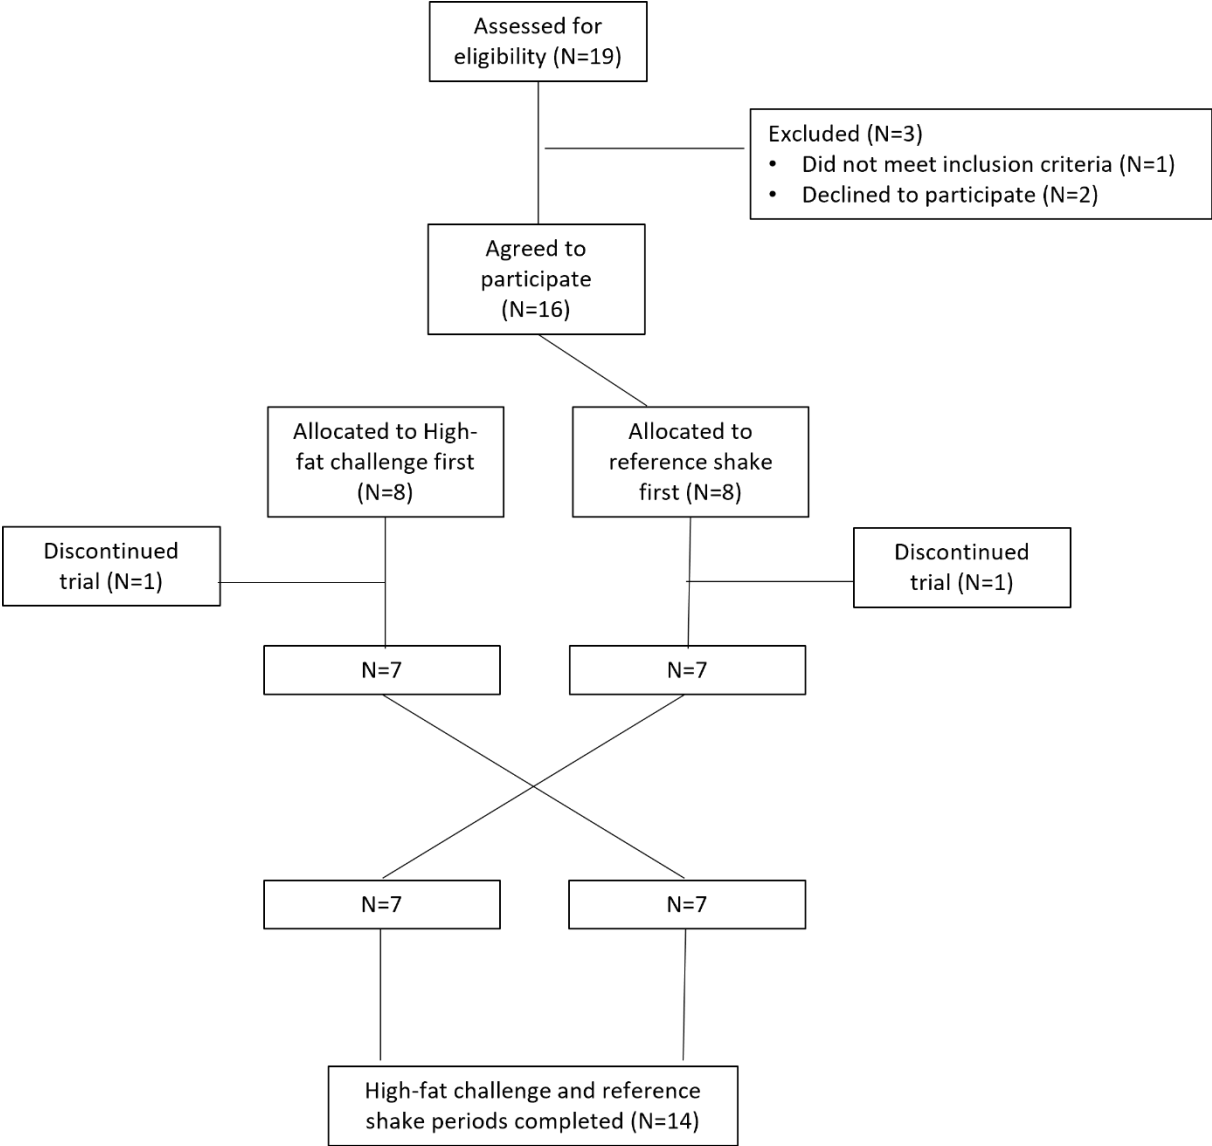 Assessed for
eligibility (N=19)
Excluded (N=3)
• Did not meet inclusion criteria (N=1)
• Declined to participate (N=2)
Agreed to
participate
(N=16)
Allocated to High-
fat challenge first
(N=8)
Allocated to
reference shake
first (N=8)
Discontinued
trial (N=1)
Discontinued
trial (N=1)
N=7
N=7
N=7
N=7
High-fat challenge and reference
shake periods completed (N=14)